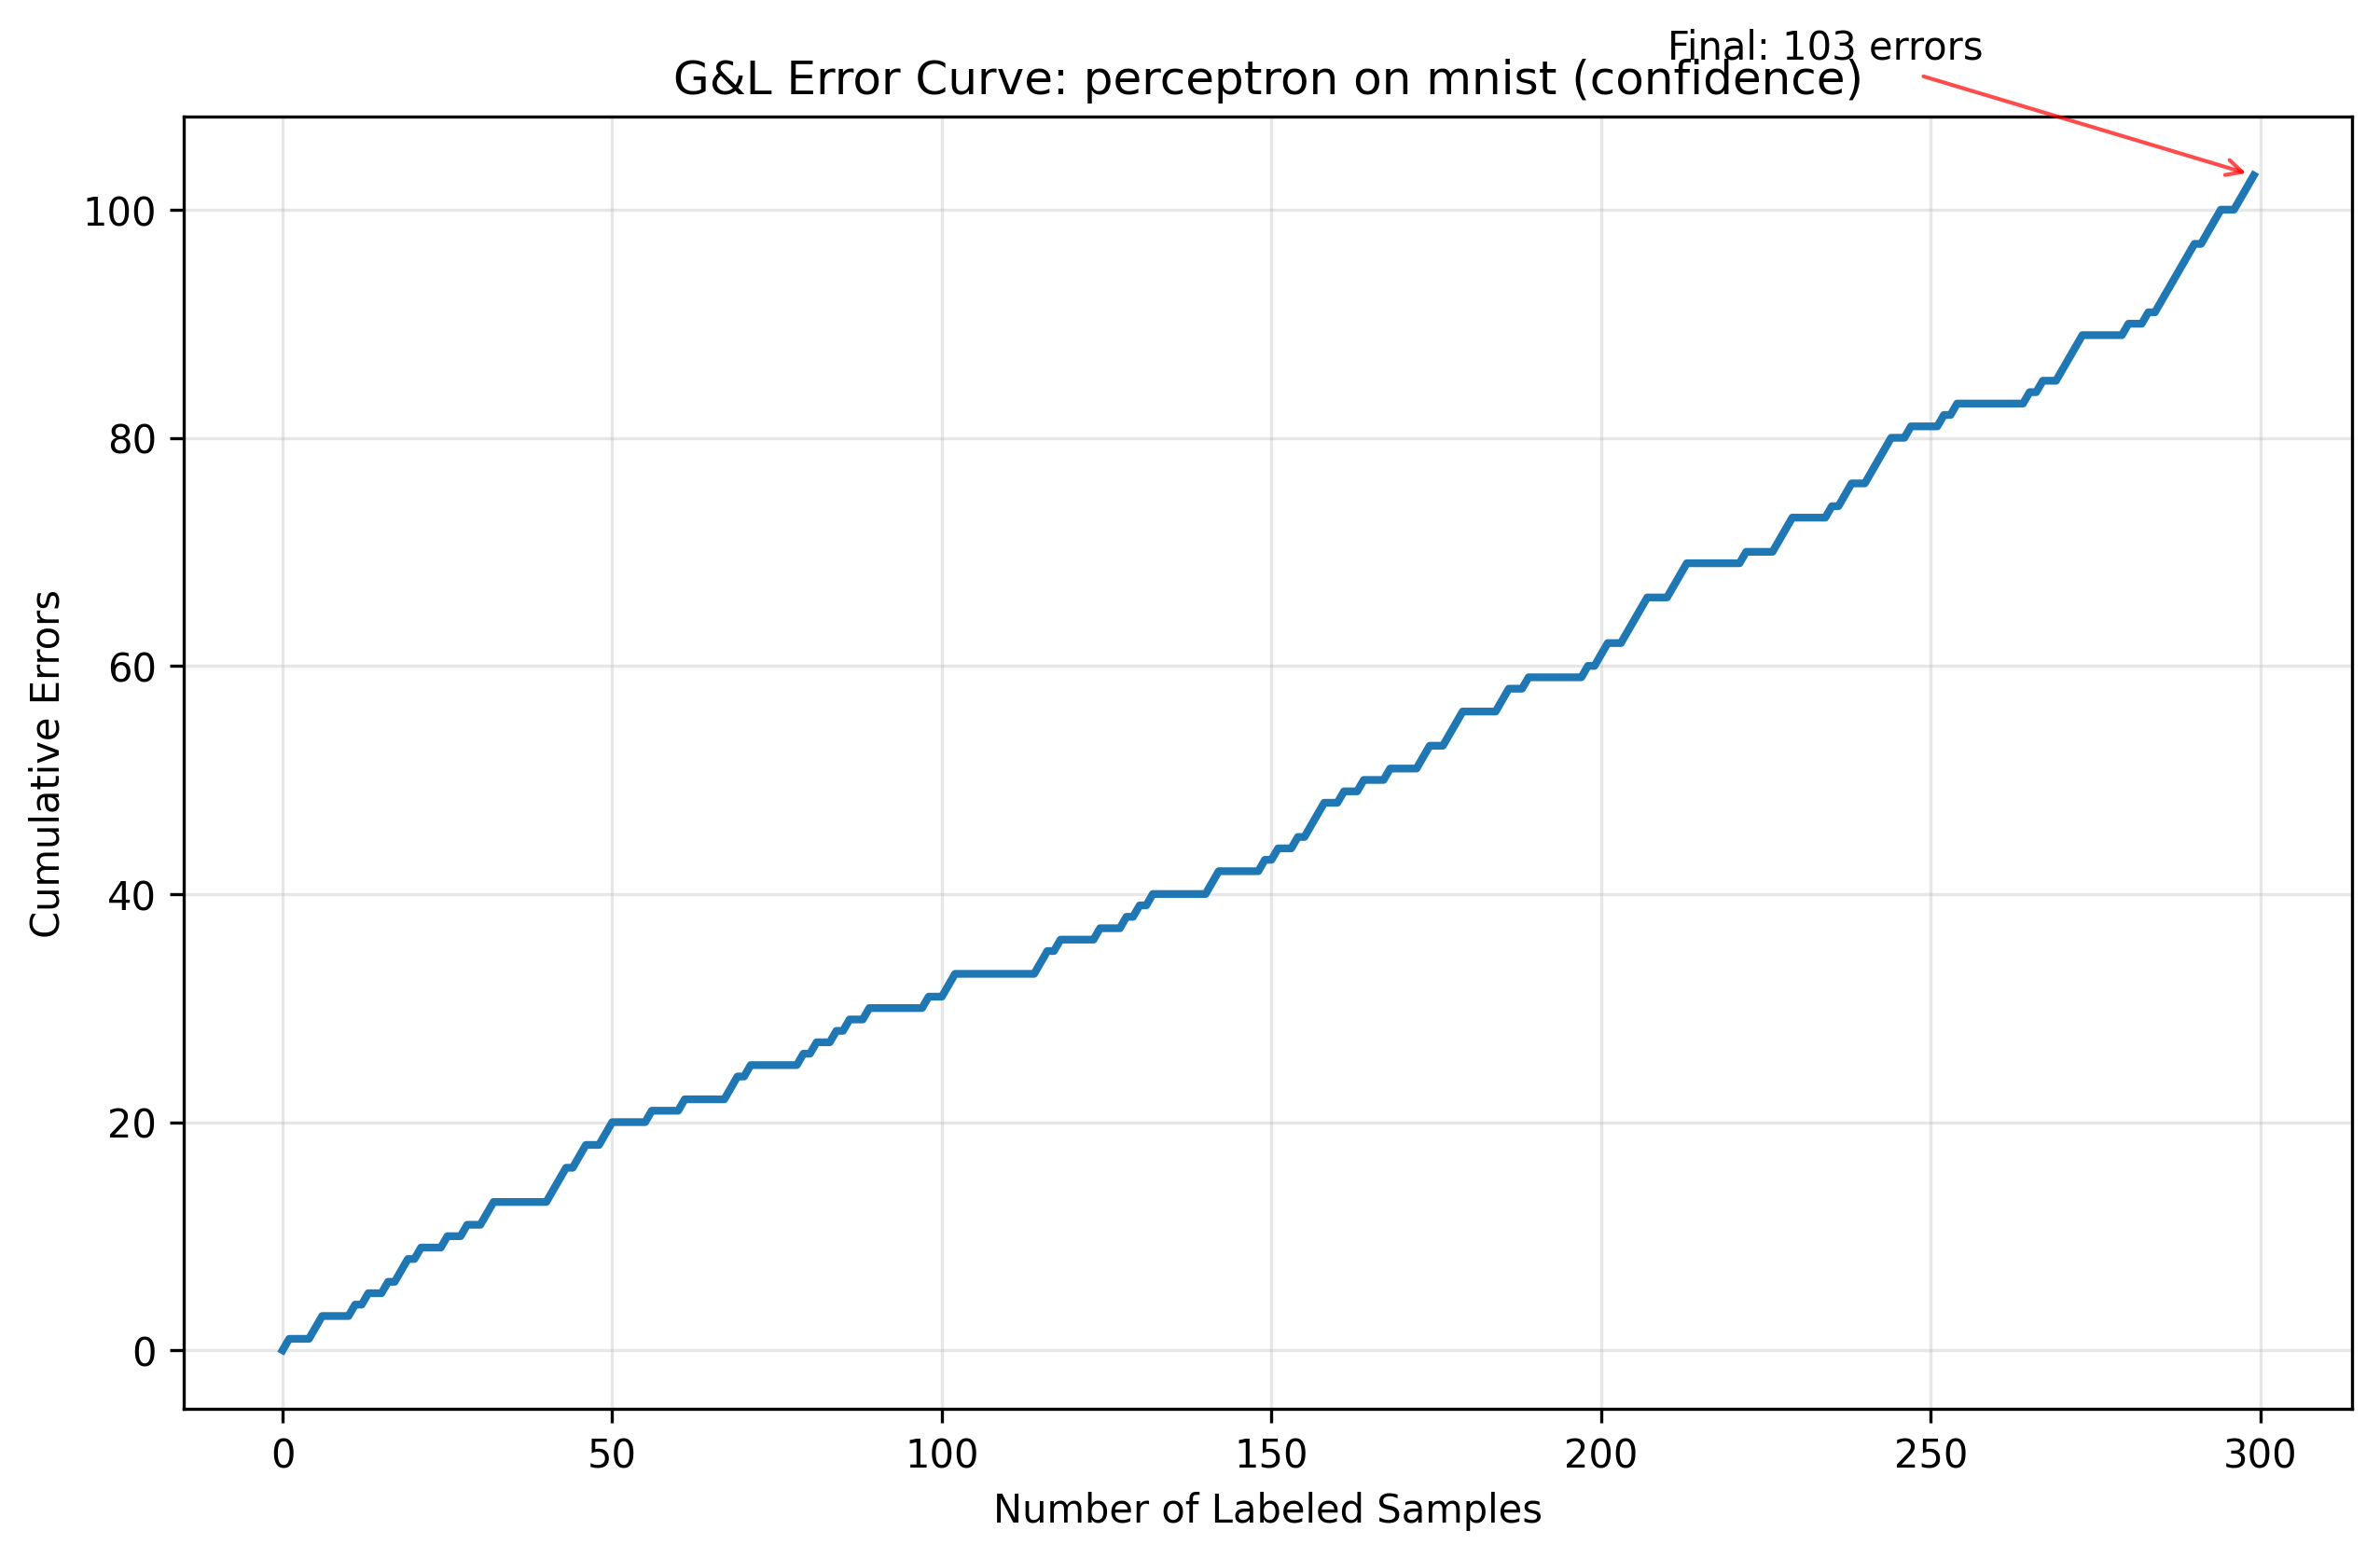 Final: 103 errors
G&L Error Curve: perceptron on mnist (confidence)
Cumulative Errors
100
80
60
40
20
0
0 50 100 150 200 250 300
Number of Labeled Samples